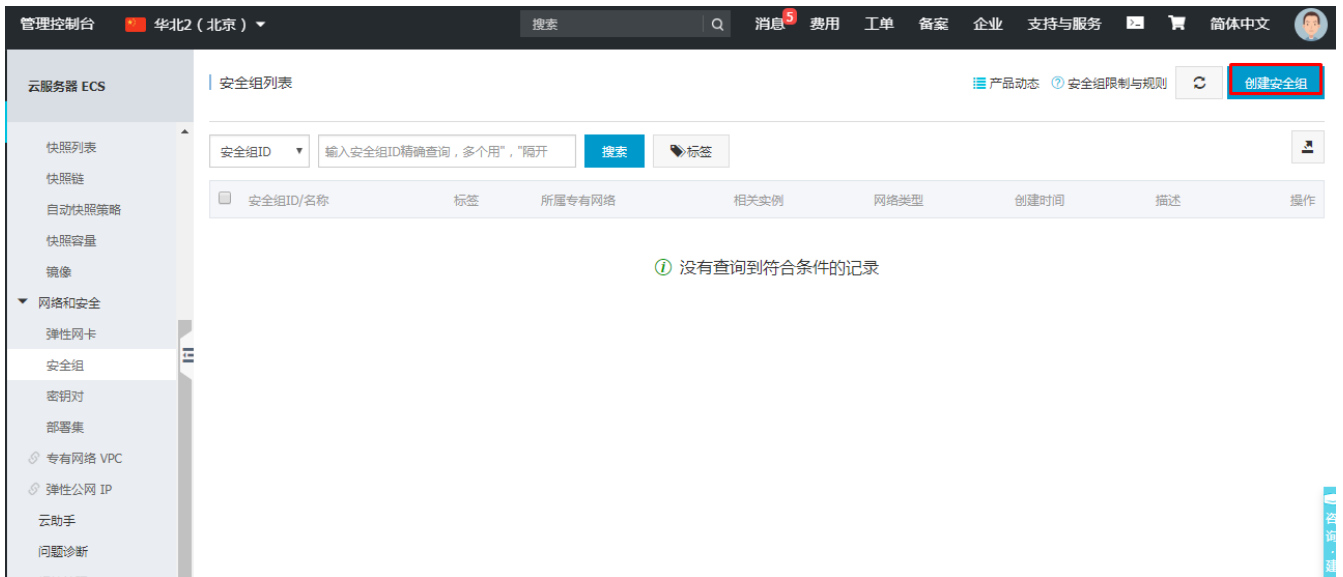 管理控制台 华北2（北京） 搜索 消息5 费用 工单 备案 企业 支持与服务 简体中文
云服务器 ECS
安全组列表 产品动态 安全组限制与规则 创建安全组
快照列表
快照链
自动快照策略
快照容量
镜像
网络和安全
弹性网卡
安全组
密钥对
部署集
专有网络 VPC
弹性公网 IP
云助手
问题诊断
安全组ID 输入安全组ID精确查询，多个用","隔开 搜索 标签
安全组ID/名称 标签 所属专有网络 相关实例 网络类型 创建时间 描述 操作
没有查询到符合条件的记录
咨询·建